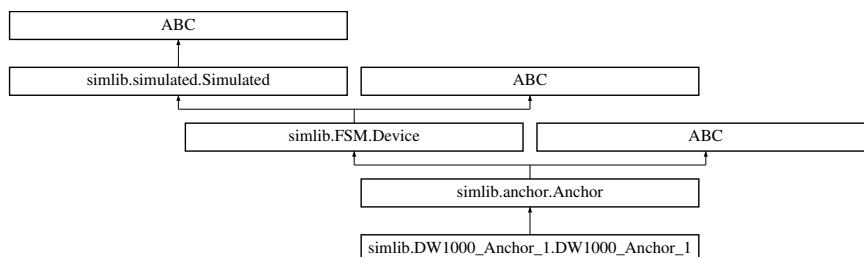 ABC
simlib.simulated.Simulated
ABC
simlib.FSM.Device
ABC
simlib.anchor.Anchor
simlib.DW1000_Anchor_1.DW1000_Anchor_1